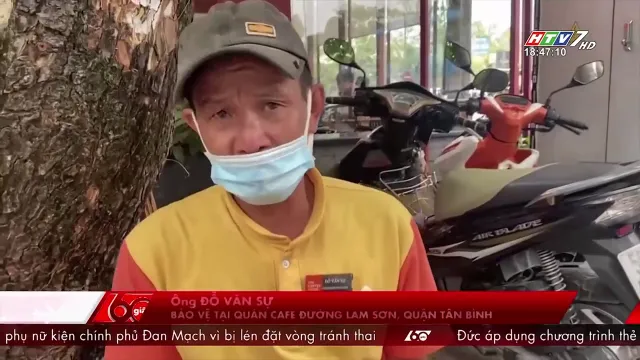 HTV7 HD
18:47:10
AIR BLADE
60 giây
Ông ĐỖ VĂN SỰ
BẢO VỆ TẠI QUÁN CAFE ĐƯỜNG LAM SƠN, QUẬN TÂN BÌNH
phụ nữ kiện chính phủ Đan Mạch vì bị lén đặt vòng tránh thai
60s
Đức áp dụng chương trình thẻ